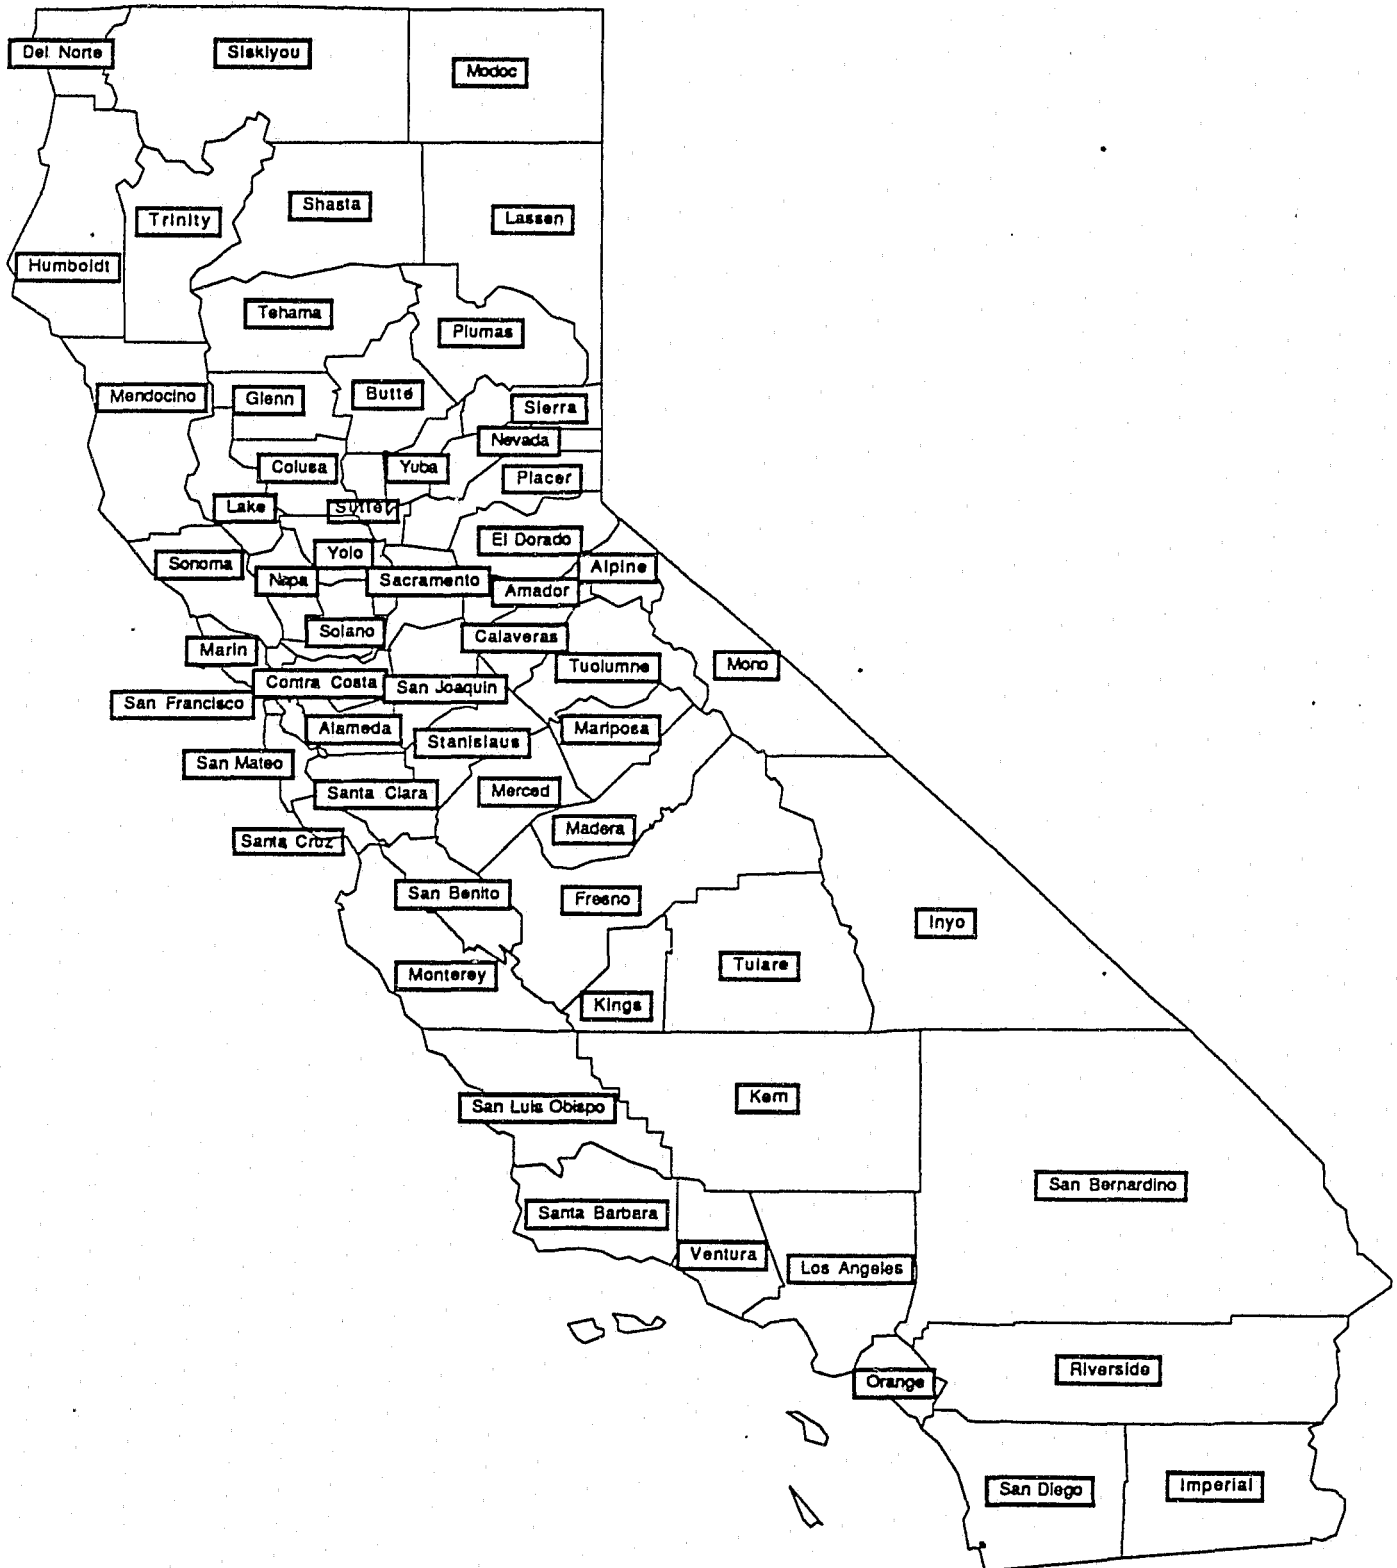 Del Norte
Siskiyou
Modoc
Shasta
Trinity
Lassen
Humboldt
Tehama
Plumas
Mendocino
Glenn
Butte
Sierra
Nevada
Colusa
Yuba
Placer
Lake
Sutter
El Dorado
Yolo
Sonoma
Alpine
Napa
Sacramento
Amador
Solano
Calaveras
Marin
Tuolumne
Mono
Contra Costa
San Joaquin
San Francisco
Alameda
Mariposa
Stanislaus
San Mateo
Santa Clara
Merced
Madera
Santa Cruz
San Benito
Fresno
Inyo
Tulare
Monterey
Kings
Kern
San Luis Obispo
San Bernardino
Santa Barbara
Ventura
Los Angeles
Riverside
Orange
Imperial
San Diego